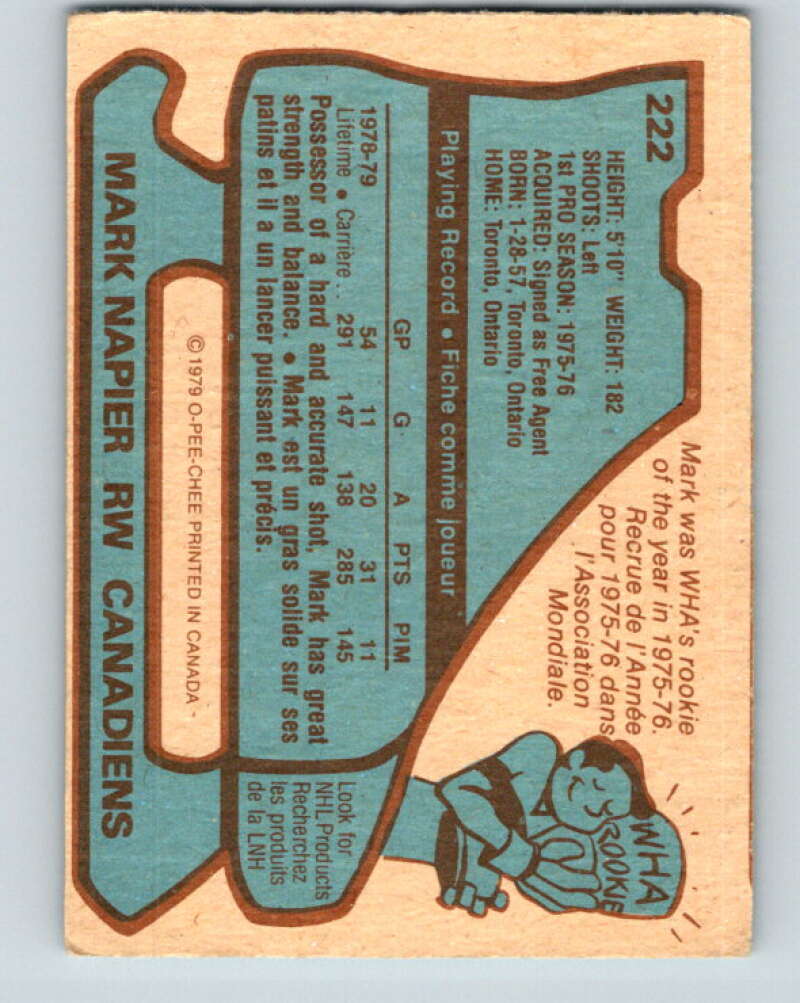 222
HEIGHT: 5'10" WEIGHT: 182
SHOOTS: Left
1st PRO SEASON: 1975-76
ACQUIRED: Signed as Free Agent
BORN: 1-28-57, Toronto, Ontario
HOME: Toronto, Ontario
Mark was WHA's rookie
of the year in 1975-76.
Recrue de l'Année
pour 1975-76 dans
l'Association
Mondiale.
WHA
ROOKIE
Playing Record • Fiche comme joueur
GP G A PTS PIM
1978-79 54 11 20 31 11
Lifetime • Carrière .. 291 147 138 285 145
Possessor of a hard and accurate shot, Mark has great
strength and balance. • Mark est un gras solide sur ses
patins et il a un lancer puissant et précis.
Look for
NHL Products
Recherchez
les produits
de la LNH
© 1979 O-PEE-CHEE PRINTED IN CANADA
MARK NAPIER RW CANADIENS